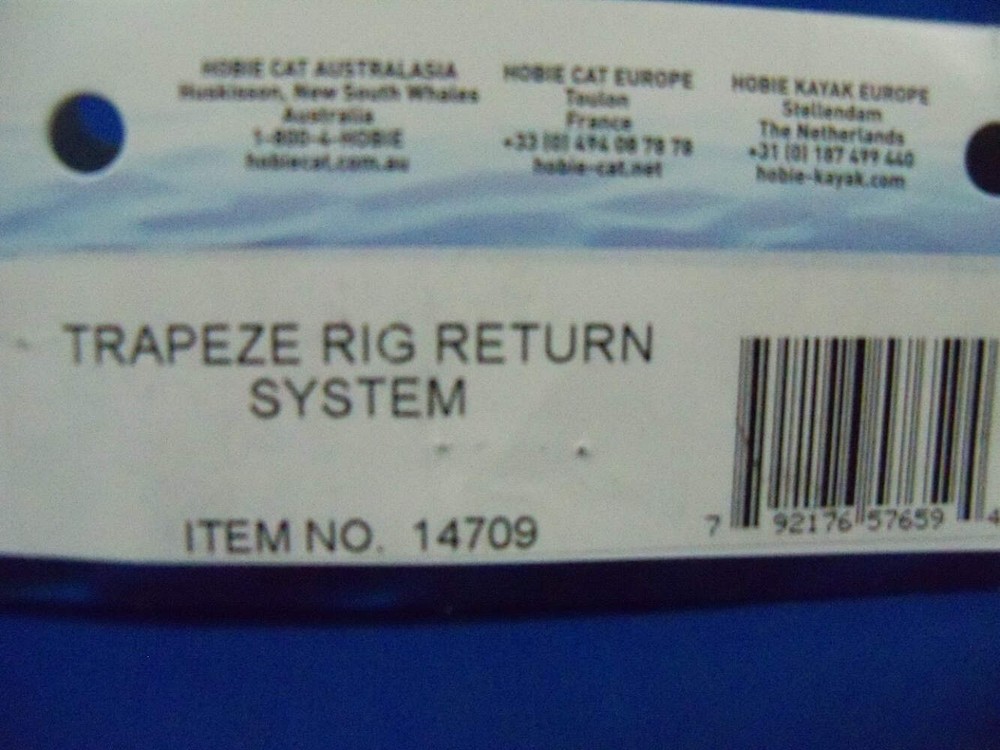 HOBIE CAT AUSTRALASIA
Huskisson, New South Whales
Australia
1-800-4-HOBIE
hobiecat.com.au
HOBIE CAT EUROPE
Toulon
France
+33 (0) 494 08 78 78
hobie-cat.net
HOBIE KAYAK EUROPE
Stellendam
The Netherlands
+31 (0) 187 499 440
hobie-kayak.com
TRAPEZE RIG RETURN
SYSTEM
ITEM NO. 14709
7 92176 57659 4